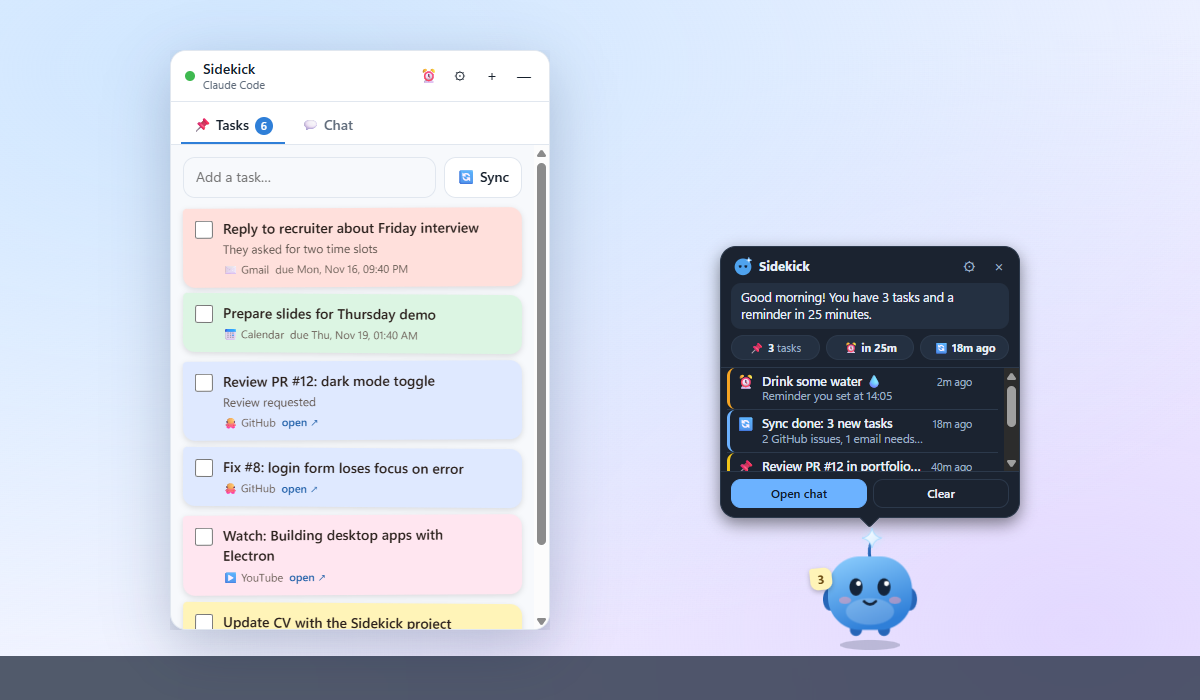 Sidekick
Claude Code
+
—
Tasks 6
Chat
Add a task...
Sync
Reply to recruiter about Friday interview
They asked for two time slots
Gmail due Mon, Nov 16, 09:40 PM
Prepare slides for Thursday demo
Calendar due Thu, Nov 19, 01:40 AM
Review PR #12: dark mode toggle
Review requested
GitHub open ↗
Fix #8: login form loses focus on error
GitHub open ↗
Watch: Building desktop apps with
Electron
YouTube open ↗
Update CV with the Sidekick project
Sidekick
×
Good morning! You have 3 tasks and a
reminder in 25 minutes.
3 tasks
in 25m
18m ago
Drink some water 2m ago
Reminder you set at 14:05
Sync done: 3 new tasks 18m ago
2 GitHub issues, 1 email needs...
Review PR #12 in portfolio... 40m ago
Open chat
Clear
3